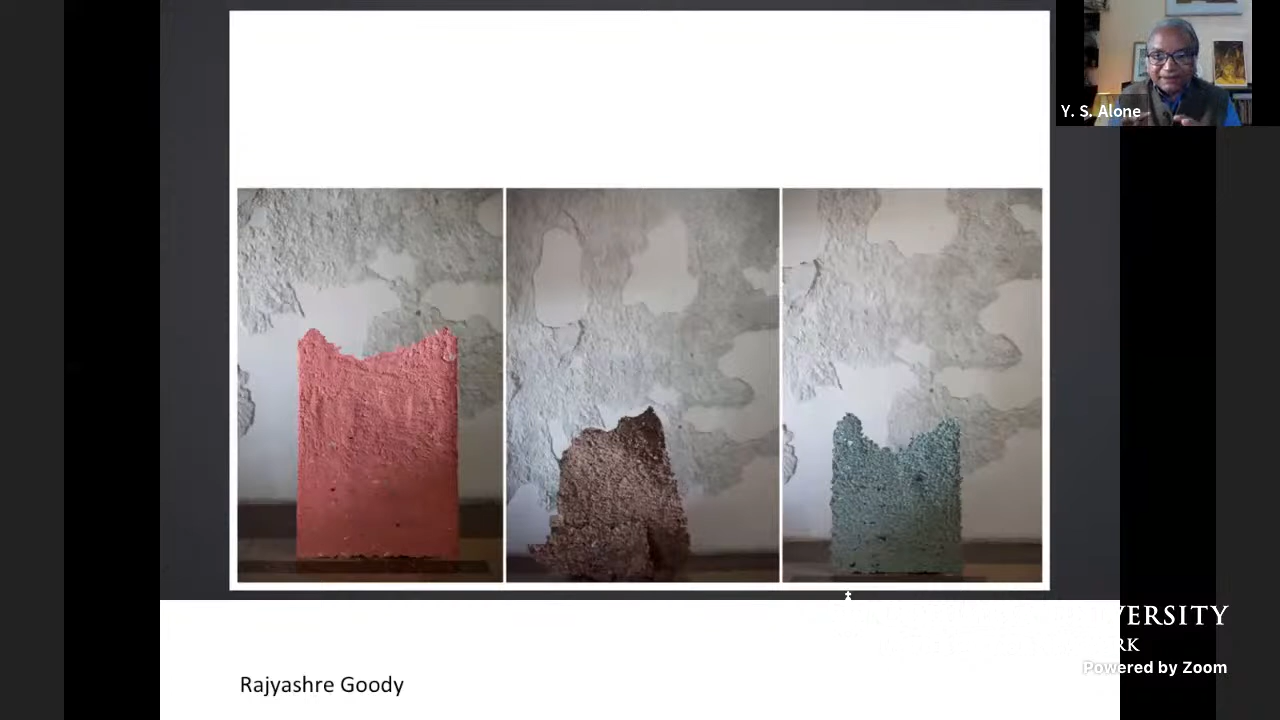 Y. S. Alone
VERSITY
RK
Powered by Zoom
Rajyashre Goody